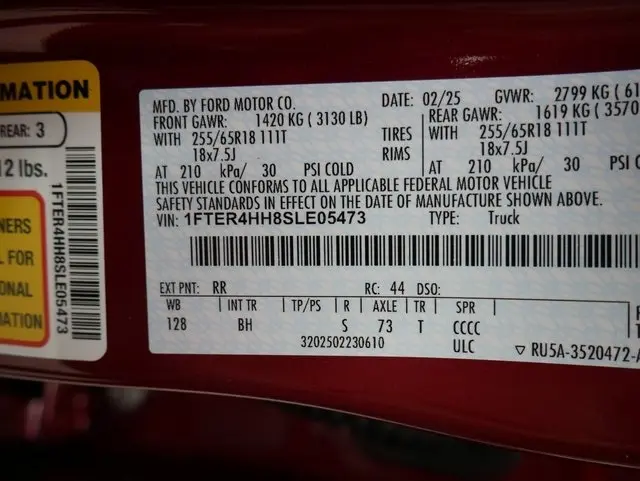 MATION
REAR: 3
12 lbs.
NERS
L FOR
ONAL
MATION
1FTER4HH8SLE05473
MFD. BY FORD MOTOR CO.
DATE: 02/25 GVWR: 2799 KG ( 61
FRONT GAWR: 1420 KG ( 3130 LB) REAR GAWR: 1619 KG ( 3570
WITH 255/65R18 111T TIRES WITH 255/65R18 111T
18x7.5J RIMS 18x7.5J
AT 210 kPa/ 30 PSI COLD AT 210 kPa/ 30 PSI COLD
THIS VEHICLE CONFORMS TO ALL APPLICABLE FEDERAL MOTOR VEHICLE
SAFETY STANDARDS IN EFFECT ON THE DATE OF MANUFACTURE SHOWN ABOVE.
VIN: 1FTER4HH8SLE05473 TYPE: Truck
EXT PNT: RR RC: 44 DSO:
WB INT TR TP/PS R AXLE TR SPR
128 BH S 73 T CCCC
3202502230610 ULC ▽ RU5A-3520472-A